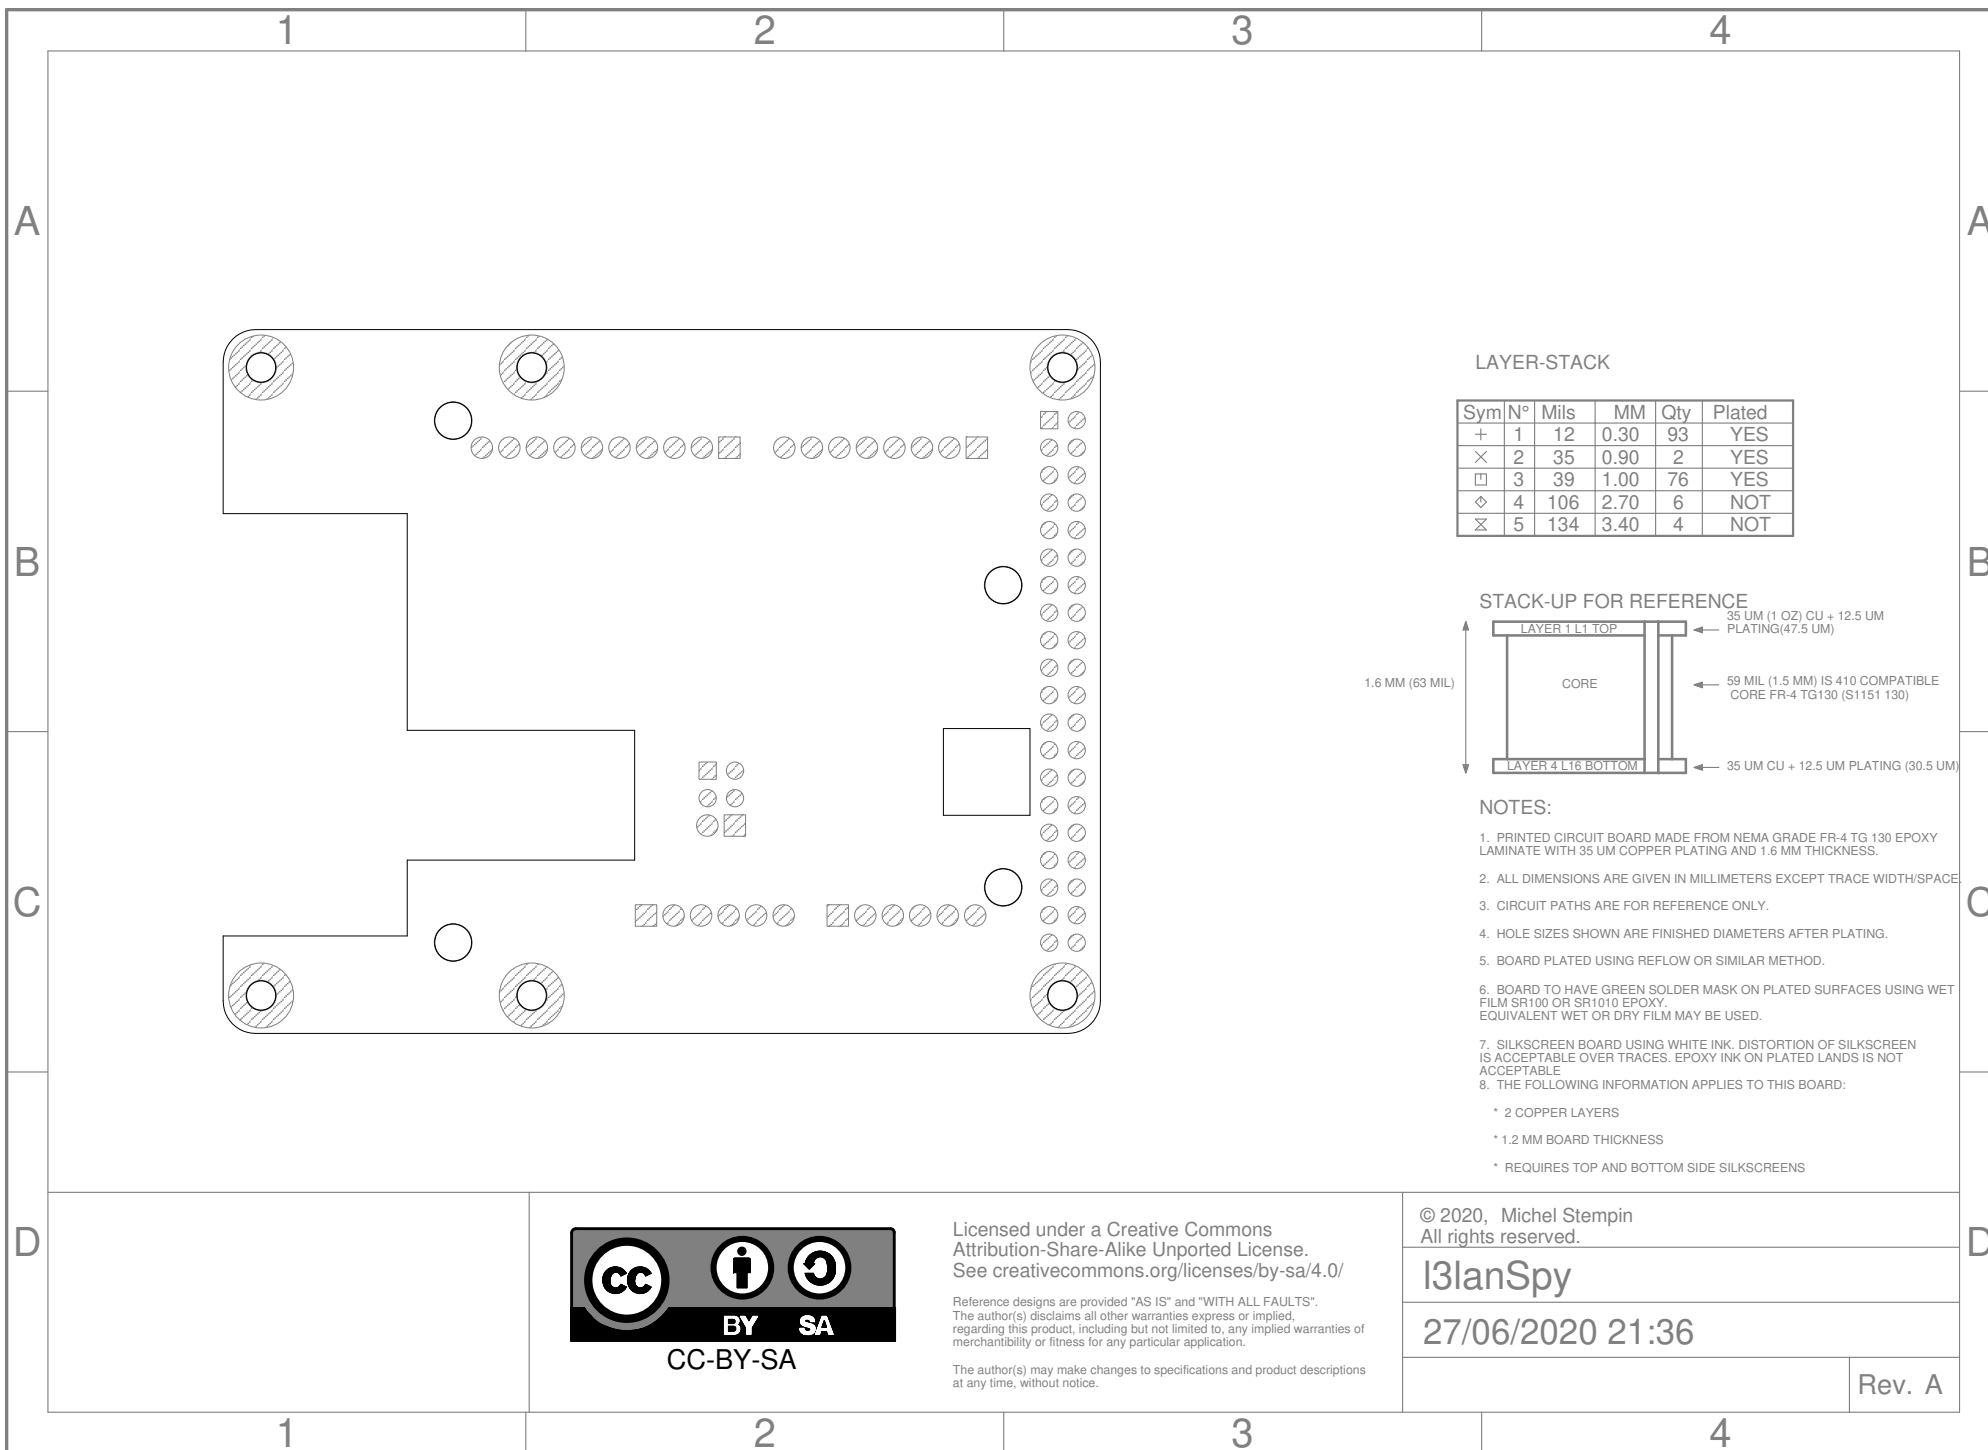 1 2 3 4
A A
LAYER-STACK
Sym N° Mils MM Qty Plated
+ 1 12 0.30 93 YES
2 35 0.90 2 YES
3 39 1.00 76 YES
4 106 2.70 6 NOT
5 134 3.40 4 NOT
B B
STACK-UP FOR REFERENCE
35 UM (1 OZ) CU + 12.5 UM
LAYER 1 L1 TOP
PLATING(47.5 UM)
1.6 MM (63 MIL)
CORE
59 MIL (1.5 MM) IS 410 COMPATIBLE
CORE FR-4 TG130 (S1151 130)
LAYER 4 L16 BOTTOM
35 UM CU + 12.5 UM PLATING (30.5 UM)
NOTES:
1. PRINTED CIRCUIT BOARD MADE FROM NEMA GRADE FR-4 TG 130 EPOXY
LAMINATE WITH 35 UM COPPER PLATING AND 1.6 MM THICKNESS.
2. ALL DIMENSIONS ARE GIVEN IN MILLIMETERS EXCEPT TRACE WIDTH/SPACE.
C C
3. CIRCUIT PATHS ARE FOR REFERENCE ONLY.
4. HOLE SIZES SHOWN ARE FINISHED DIAMETERS AFTER PLATING.
5. BOARD PLATED USING REFLOW OR SIMILAR METHOD.
6. BOARD TO HAVE GREEN SOLDER MASK ON PLATED SURFACES USING WET
FILM SR100 OR SR1010 EPOXY.
EQUIVALENT WET OR DRY FILM MAY BE USED.
7. SILKSCREEN BOARD USING WHITE INK. DISTORTION OF SILKSCREEN
IS ACCEPTABLE OVER TRACES. EPOXY INK ON PLATED LANDS IS NOT
ACCEPTABLE
8. THE FOLLOWING INFORMATION APPLIES TO THIS BOARD:
* 2 COPPER LAYERS
* 1.2 MM BOARD THICKNESS
* REQUIRES TOP AND BOTTOM SIDE SILKSCREENS
D D
CC
BY SA
CC-BY-SA
Licensed under a Creative Commons
Attribution-Share-Alike Unported License.
See creativecommons.org/licenses/by-sa/4.0/
Reference designs are provided "AS IS" and "WITH ALL FAULTS".
The author(s) disclaims all other warranties express or implied,
regarding this product, including but not limited to, any implied warranties of
merchantibility or fitness for any particular application.
The author(s) may make changes to specifications and product descriptions
at any time, without notice.
© 2020, Michel Stempin
All rights reserved.
l3lanSpy
27/06/2020 21:36
Rev. A
1 2 3 4